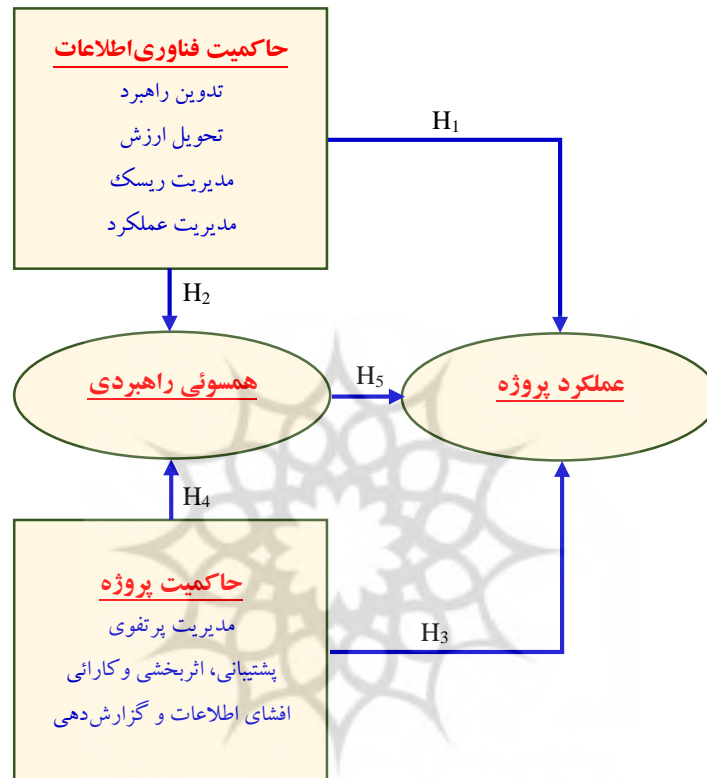 حاکمیت فناوری‌اطلاعات
تدوین راهبرد
تحویل ارزش
مدیریت ریسک
مدیریت عملکرد
H1
H2
همسوئی راهبردی
H5
عملکرد پروژه
H4
حاکمیت پروژه
مدیریت پرتفوی
پشتیبانی، اثربخشی وکارائی
افشای اطلاعات و گزارش‌دهی
H3